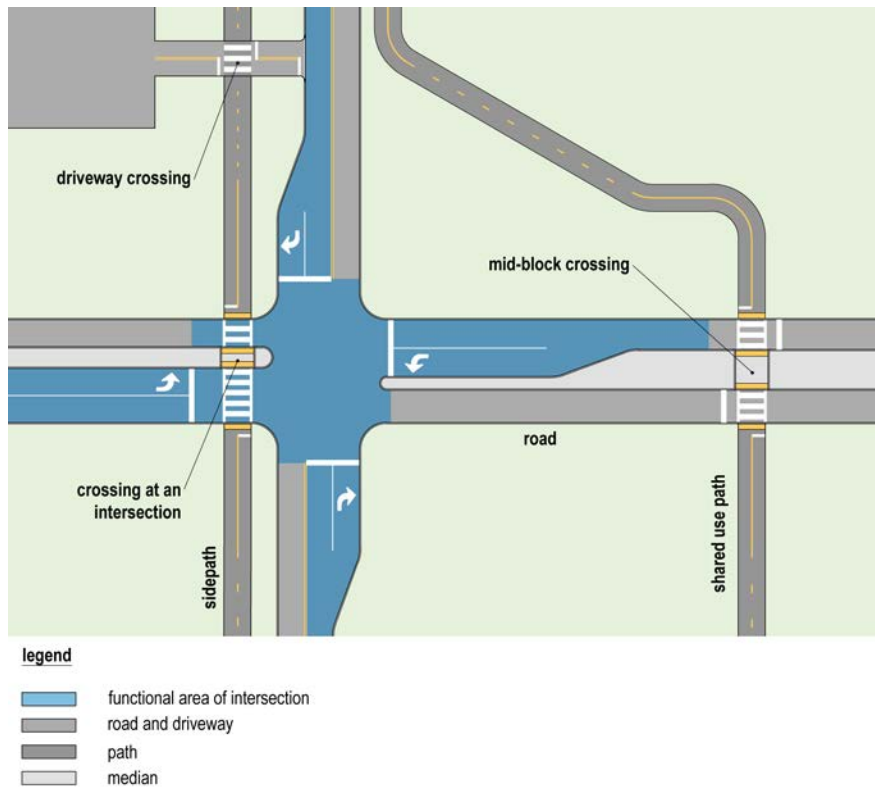 driveway crossing
mid-block crossing
road
crossing at an
intersection
sidepath
shared use path
legend
functional area of intersection
road and driveway
path
median